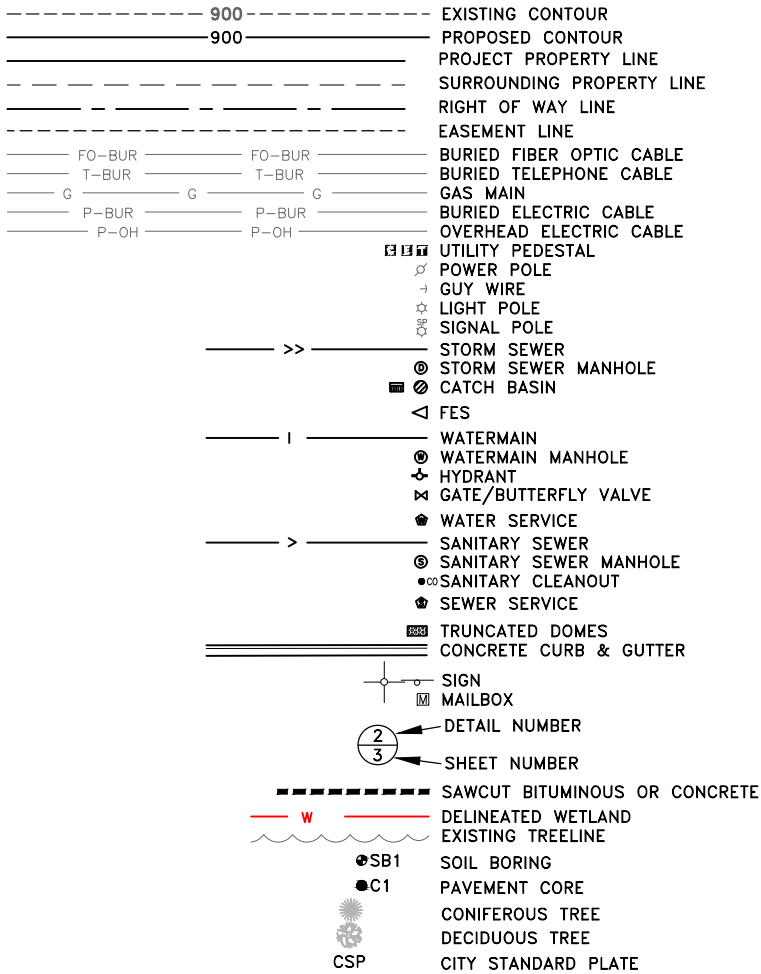 900 EXISTING CONTOUR
900 PROPOSED CONTOUR
PROJECT PROPERTY LINE
SURROUNDING PROPERTY LINE
RIGHT OF WAY LINE
EASEMENT LINE
FO-BUR FO-BUR BURIED FIBER OPTIC CABLE
T-BUR T-BUR BURIED TELEPHONE CABLE
G G G GAS MAIN
P-BUR P-BUR BURIED ELECTRIC CABLE
P-OH P-OH OVERHEAD ELECTRIC CABLE
C E T UTILITY PEDESTAL
POWER POLE
GUY WIRE
LIGHT POLE
SP SIGNAL POLE
>> STORM SEWER
D STORM SEWER MANHOLE
CATCH BASIN
FES
I WATERMAIN
W WATERMAIN MANHOLE
HYDRANT
GATE/BUTTERFLY VALVE
WATER SERVICE
> SANITARY SEWER
S SANITARY SEWER MANHOLE
CO SANITARY CLEANOUT
SEWER SERVICE
TRUNCATED DOMES
CONCRETE CURB & GUTTER
SIGN
M MAILBOX
DETAIL NUMBER
2
3
SHEET NUMBER
SAWCUT BITUMINOUS OR CONCRETE
W DELINEATED WETLAND
EXISTING TREELINE
SB1 SOIL BORING
C1 PAVEMENT CORE
CONIFEROUS TREE
DECIDUOUS TREE
CSP CITY STANDARD PLATE